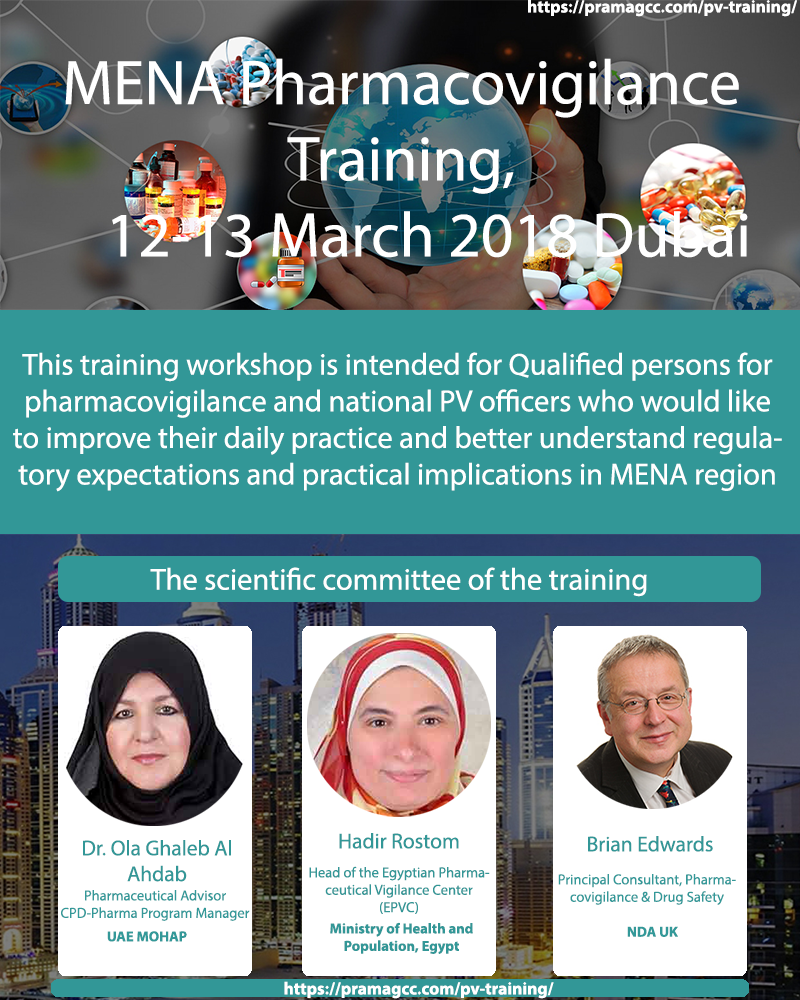 https://pramagcc.com/pv-training/
MENA Pharmacovigilance
Training,
12-13 March 2018 Dubai
This training workshop is intended for Qualified persons for
pharmacovigilance and national PV officers who would like
to improve their daily practice and better understand regula-
tory expectations and practical implications in MENA region
The scientific committee of the training
Dr. Ola Ghaleb Al
Ahdab
Pharmaceutical Advisor
CPD-Pharma Program Manager
UAE MOHAP
Hadir Rostom
Head of the Egyptian Pharma-
ceutical Vigilance Center
(EPVC)
Ministry of Health and
Population, Egypt
Brian Edwards
Principal Consultant, Pharma-
covigilance & Drug Safety
NDA UK
https://pramagcc.com/pv-training/